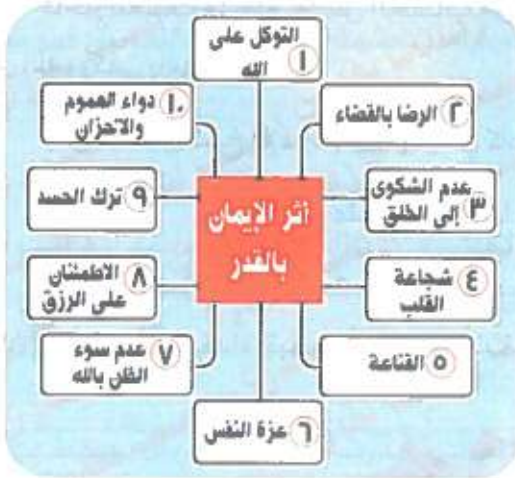 التوكل على
١ الله
٢ الرضا بالقضاء
عدم الشكوى
٣ إلى الخلق
٤ شجاعة
القلب
٥ القناعة
٦ عزة النفس
٧ عدم سوء
الظن بالله
٨ الاطمئنان
على الرزق
٩ ترك الحسد
١٠ دواء الهموم
والاحزان
أثر الإيمان
بالقدر